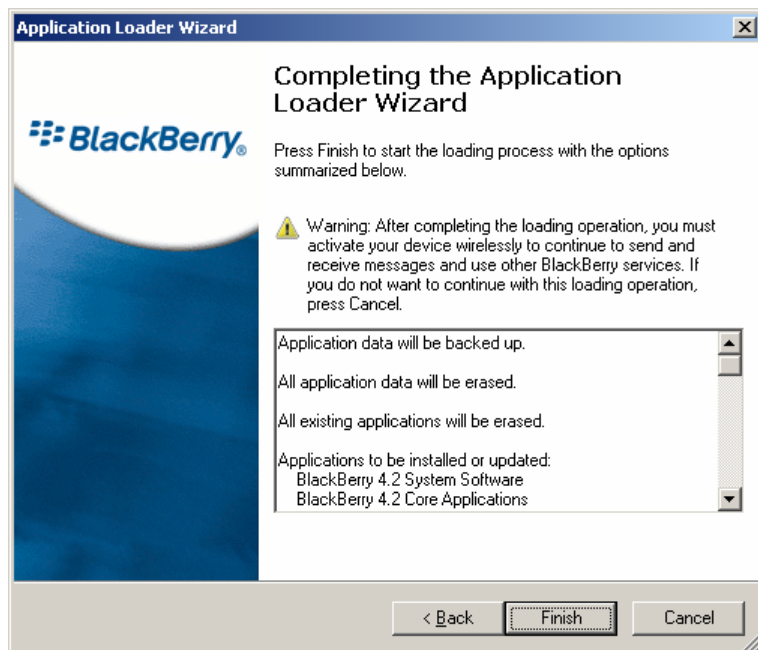 Application Loader Wizard
Completing the Application
Loader Wizard
BlackBerry®
Press Finish to start the loading process with the options
summarized below.
Warning: After completing the loading operation, you must
activate your device wirelessly to continue to send and
receive messages and use other BlackBerry services. If
you do not want to continue with this loading operation,
press Cancel.
Application data will be backed up.
All application data will be erased.
All existing applications will be erased.
Applications to be installed or updated:
BlackBerry 4.2 System Software
BlackBerry 4.2 Core Applications
< Back
Finish
Cancel